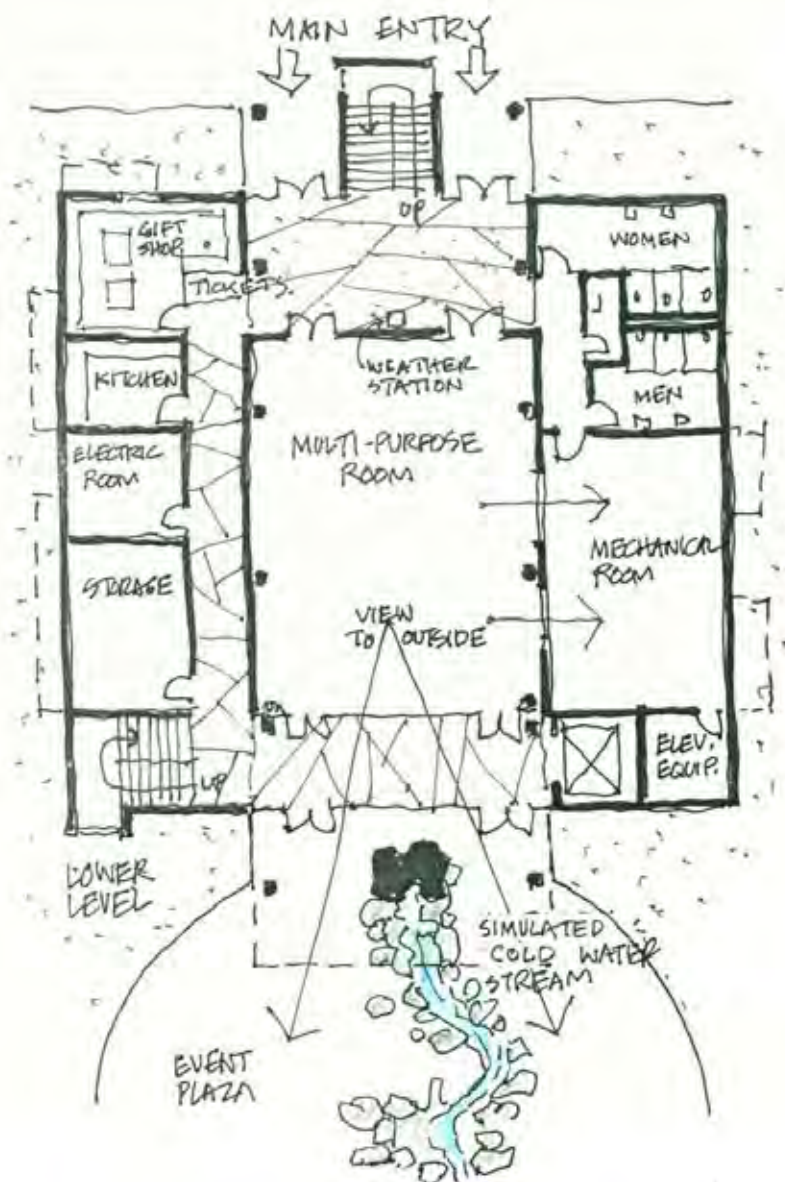 MAIN ENTRY
UP
GIFT
SHOP
TICKETS.
WOMEN
WEATHER
STATION
KITCHEN
MEN
MULTI-PURPOSE
ROOM
ELECTRIC
ROOM
MECHANICAL
ROOM
STORAGE
VIEW
TO OUTSIDE
UP
ELEV.
EQUIP.
LOWER
LEVEL
SIMULATED
COLD WATER
STREAM
EVENT
PLAZA